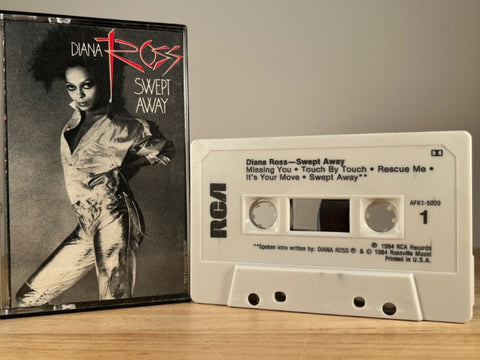 DIANA
ROSS
SWEPT
AWAY
Diana Ross—Swept Away
Missing You • Touch By Touch • Rescue Me •
It's Your Move • Swept Away**
RCA
AFK1-5009
1
℗ 1984 RCA Records
**Spoken intro written by: DIANA ROSS ℗ & © 1984 Rossville Music
Printed in U.S.A.